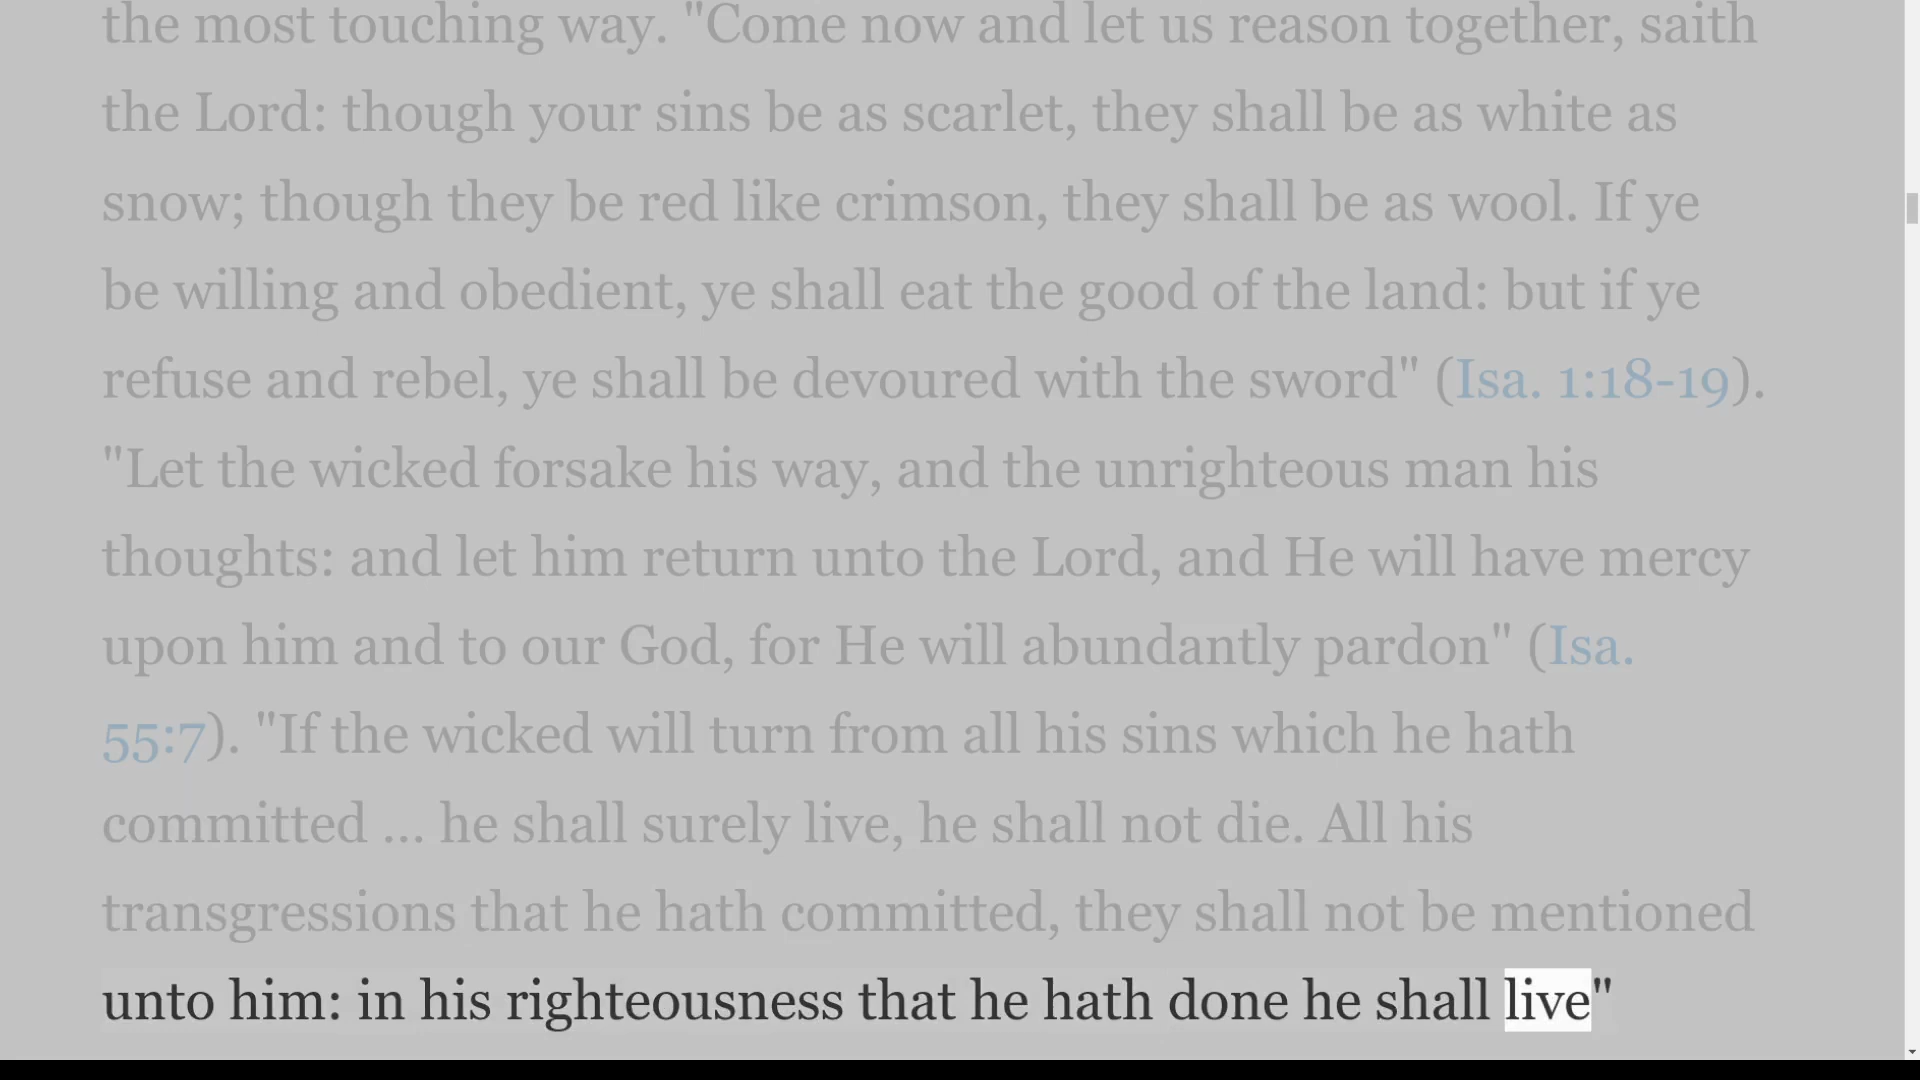 the most touching way. "Come now and let us reason together, saith
the Lord: though your sins be as scarlet, they shall be as white as
snow; though they be red like crimson, they shall be as wool. If ye
be willing and obedient, ye shall eat the good of the land: but if ye
refuse and rebel, ye shall be devoured with the sword" (Isa. 1:18-19).
"Let the wicked forsake his way, and the unrighteous man his
thoughts: and let him return unto the Lord, and He will have mercy
upon him and to our God, for He will abundantly pardon" (Isa.
55:7). "If the wicked will turn from all his sins which he hath
committed ... he shall surely live, he shall not die. All his
transgressions that he hath committed, they shall not be mentioned
unto him: in his righteousness that he hath done he shall live"